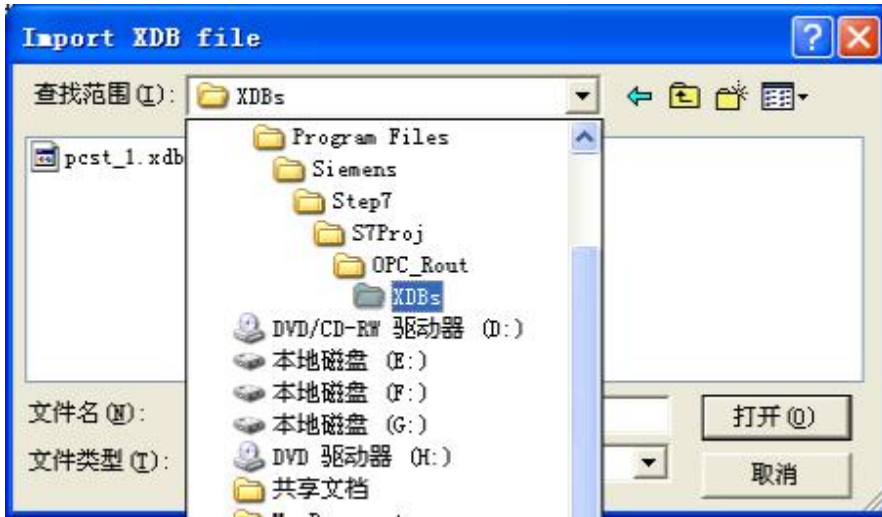 Import XDB file
查找范围(I): XDBs
pcst_1.xdb
Program Files
Siemens
Step7
S7Proj
OPC_Rout
XDBs
DVD/CD-RW 驱动器 (D:)
本地磁盘 (E:)
本地磁盘 (F:)
本地磁盘 (G:)
DVD 驱动器 (H:)
共享文档
文件名(N):
打开(O)
文件类型(T):
取消